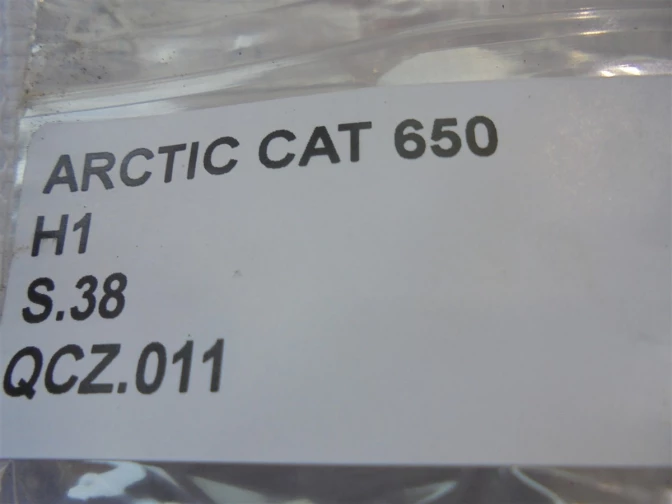 ARCTIC CAT 650
H1
S.38
QCZ.011